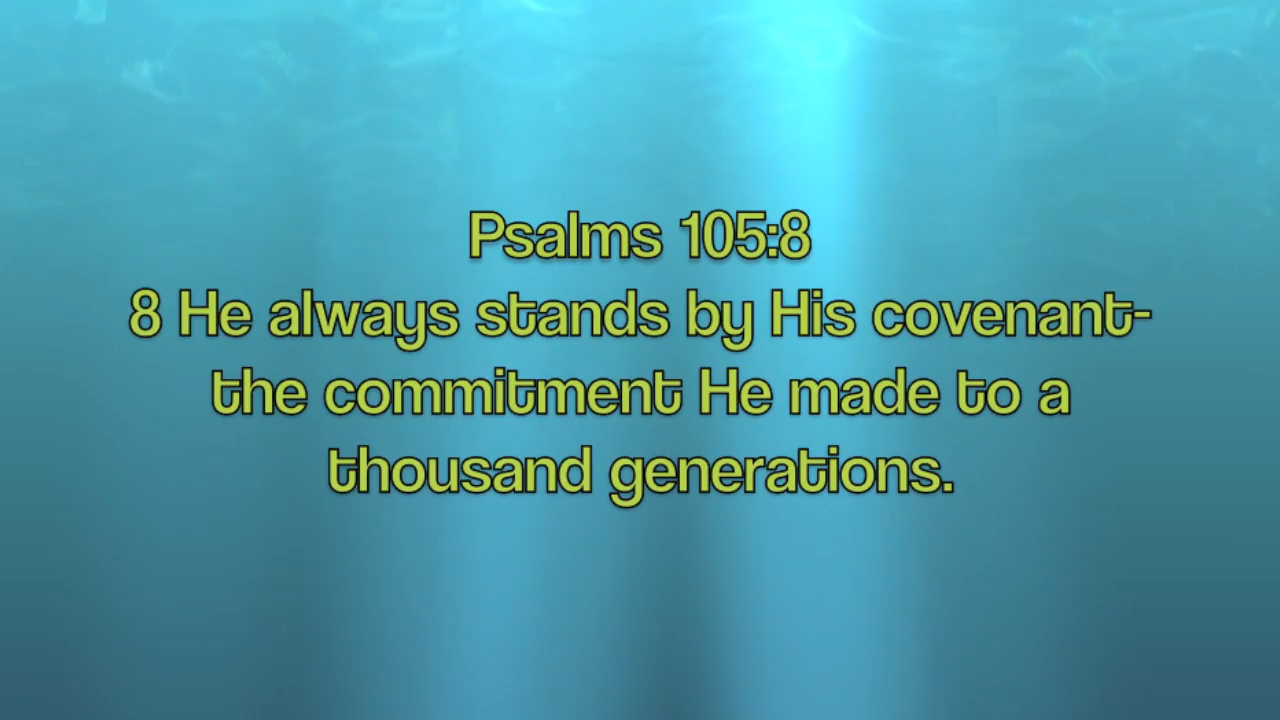 Psalms 105:8
8 He always stands by His covenant-
the commitment He made to a
thousand generations.